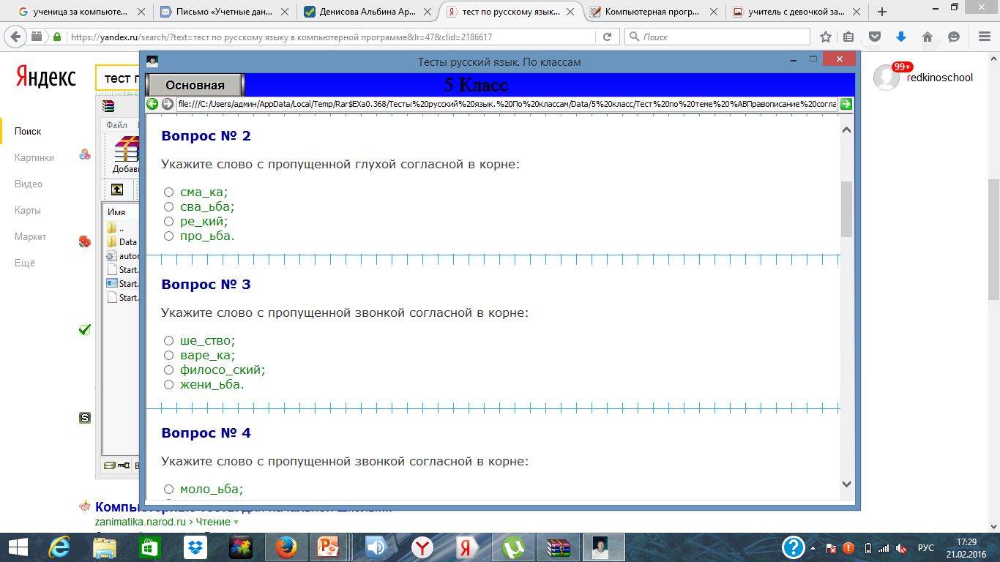 ученица за компьюте...
Письмо «Учетные дан...
Денисова Альбина Ар...
тест по русскому язык...
Компьютерная прогр...
учитель с девочкой за...
https://yandex.ru/search/?text=тест по русскому языку в компьютерной программе&lr=47&clid=2186617
Поиск
Яндекс
тест п
99+
redkinoschool
Поиск
Картинки
Видео
Карты
Маркет
Ещё
Файл
Добави
Имя
..
Data
autor
Start.
Start.
Start.
В
Тесты русский язык. По классам
Основная
5 Класс
file:///C:/Users/админ/AppData/Local/Temp/Rar$EXa0.368/Тесты%20русский%20язык.%20По%20классам/Data/5%20класс/Тест%20по%20теме%20%ABПравописание%20согла
Вопрос № 2
Укажите слово с пропущенной глухой согласной в корне:
сма_ка;
сва_ьба;
ре_кий;
про_ьба.
Вопрос № 3
Укажите слово с пропущенной звонкой согласной в корне:
ше_ство;
варе_ка;
филосо_ский;
жени_ьба.
Вопрос № 4
Укажите слово с пропущенной звонкой согласной в корне:
моло_ьба;
zanimatika.narod.ru › Чтение
РУС
17:29
21.02.2016